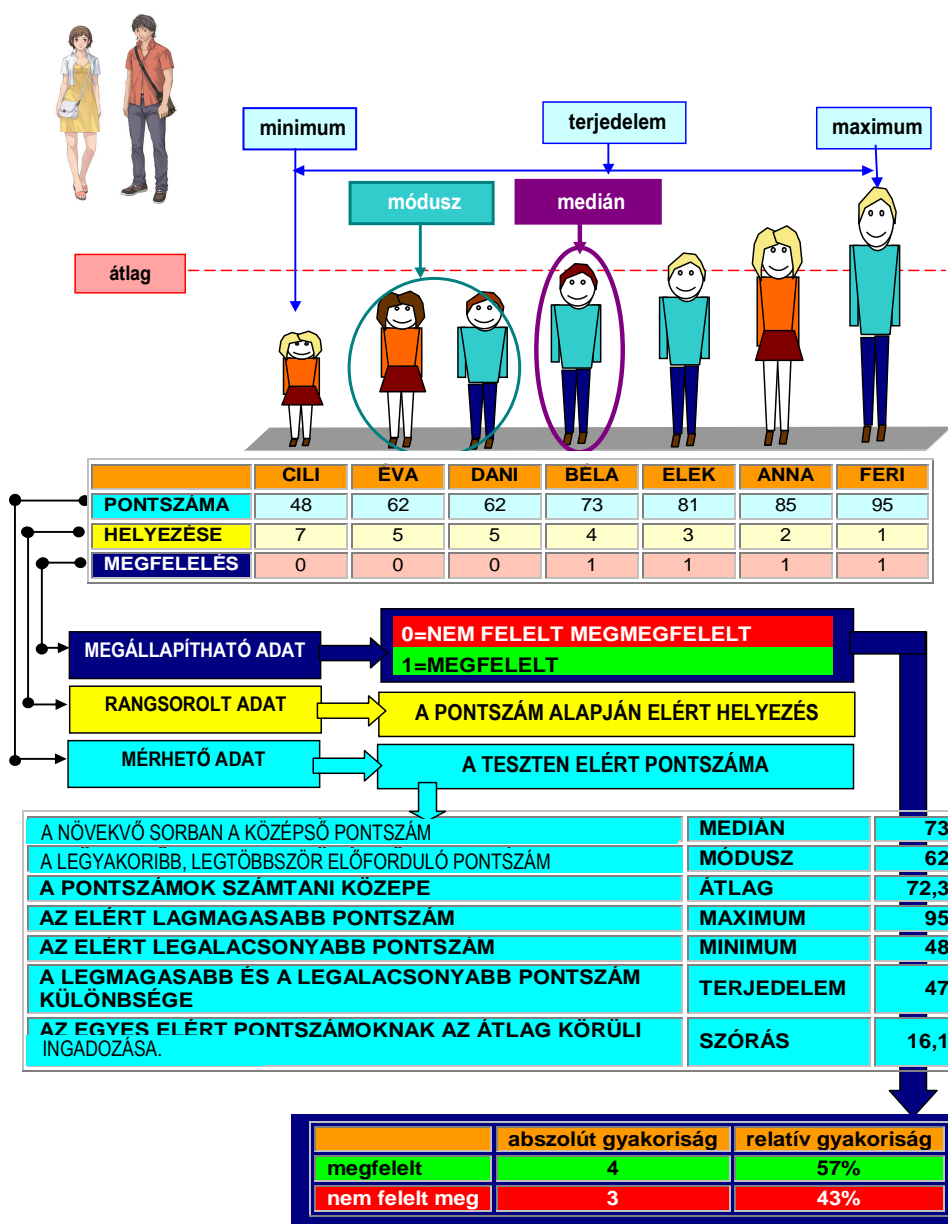 minimum
terjedelem
maximum
módusz
medián
átlag
CILI ÉVA DANI BÉLA ELEK ANNA FERI
PONTSZÁMA 48 62 62 73 81 85 95
HELYEZÉSE 7 5 5 4 3 2 1
MEGFELELÉS 0 0 0 1 1 1 1
MEGÁLLAPÍTHATÓ ADAT
0=NEM FELELT MEGMEGFELELT
1=MEGFELELT
RANGSOROLT ADAT
A PONTSZÁM ALAPJÁN ELÉRT HELYEZÉS
MÉRHETŐ ADAT
A TESZTEN ELÉRT PONTSZÁMA
A NÖVEKVŐ SORBAN A KÖZÉPSŐ PONTSZÁM MEDIÁN 73
A LEGYAKORIBB, LEGTÖBBSZÖR ELŐFORDULÓ PONTSZÁM MÓDUSZ 62
A PONTSZÁMOK SZÁMTANI KÖZEPE ÁTLAG 72,3
AZ ELÉRT LAGMAGASABB PONTSZÁM MAXIMUM 95
AZ ELÉRT LEGALACSONYABB PONTSZÁM MINIMUM 48
A LEGMAGASABB ÉS A LEGALACSONYABB PONTSZÁM
KÜLÖNBSÉGE TERJEDELEM 47
AZ EGYES ELÉRT PONTSZÁMOKNAK AZ ÁTLAG KÖRÜLI
INGADOZÁSA. SZÓRÁS 16,1
abszolút gyakoriság relatív gyakoriság
megfelelt 4 57%
nem felelt meg 3 43%